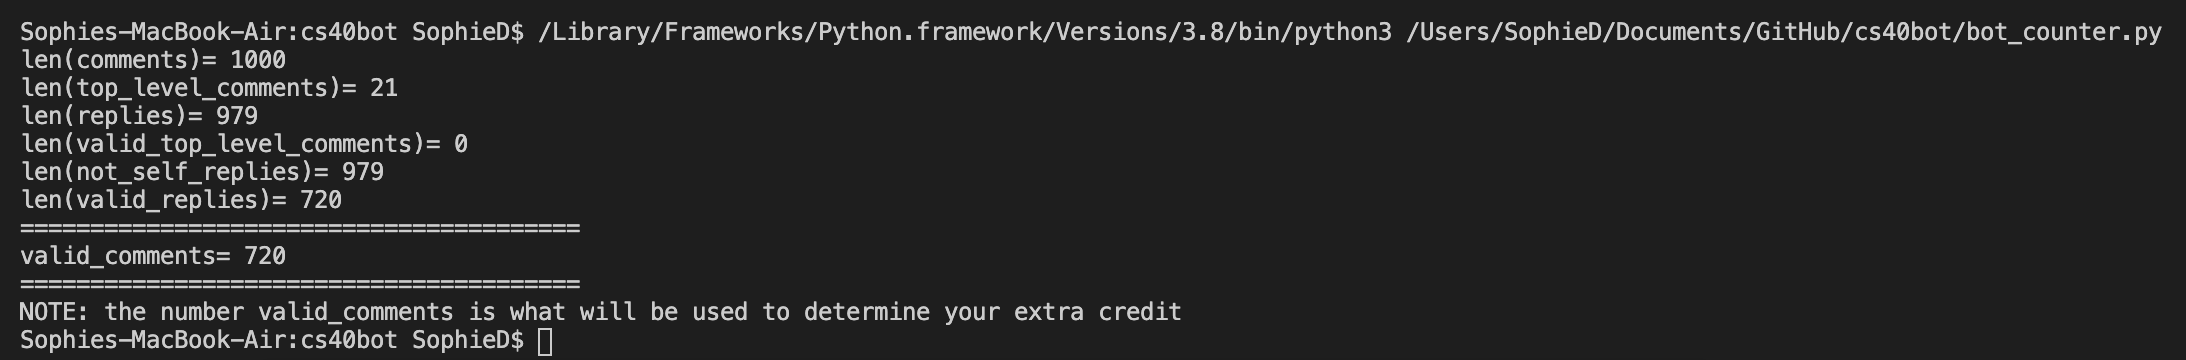 Sophies-MacBook-Air:cs40bot SophieD$ /Library/Frameworks/Python.framework/Versions/3.8/bin/python3 /Users/SophieD/Documents/GitHub/cs40bot/bot_counter.py
len(comments)= 1000
len(top_level_comments)= 21
len(replies)= 979
len(valid_top_level_comments)= 0
len(not_self_replies)= 979
len(valid_replies)= 720
========================================
valid_comments= 720
========================================
NOTE: the number valid_comments is what will be used to determine your extra credit
Sophies-MacBook-Air:cs40bot SophieD$